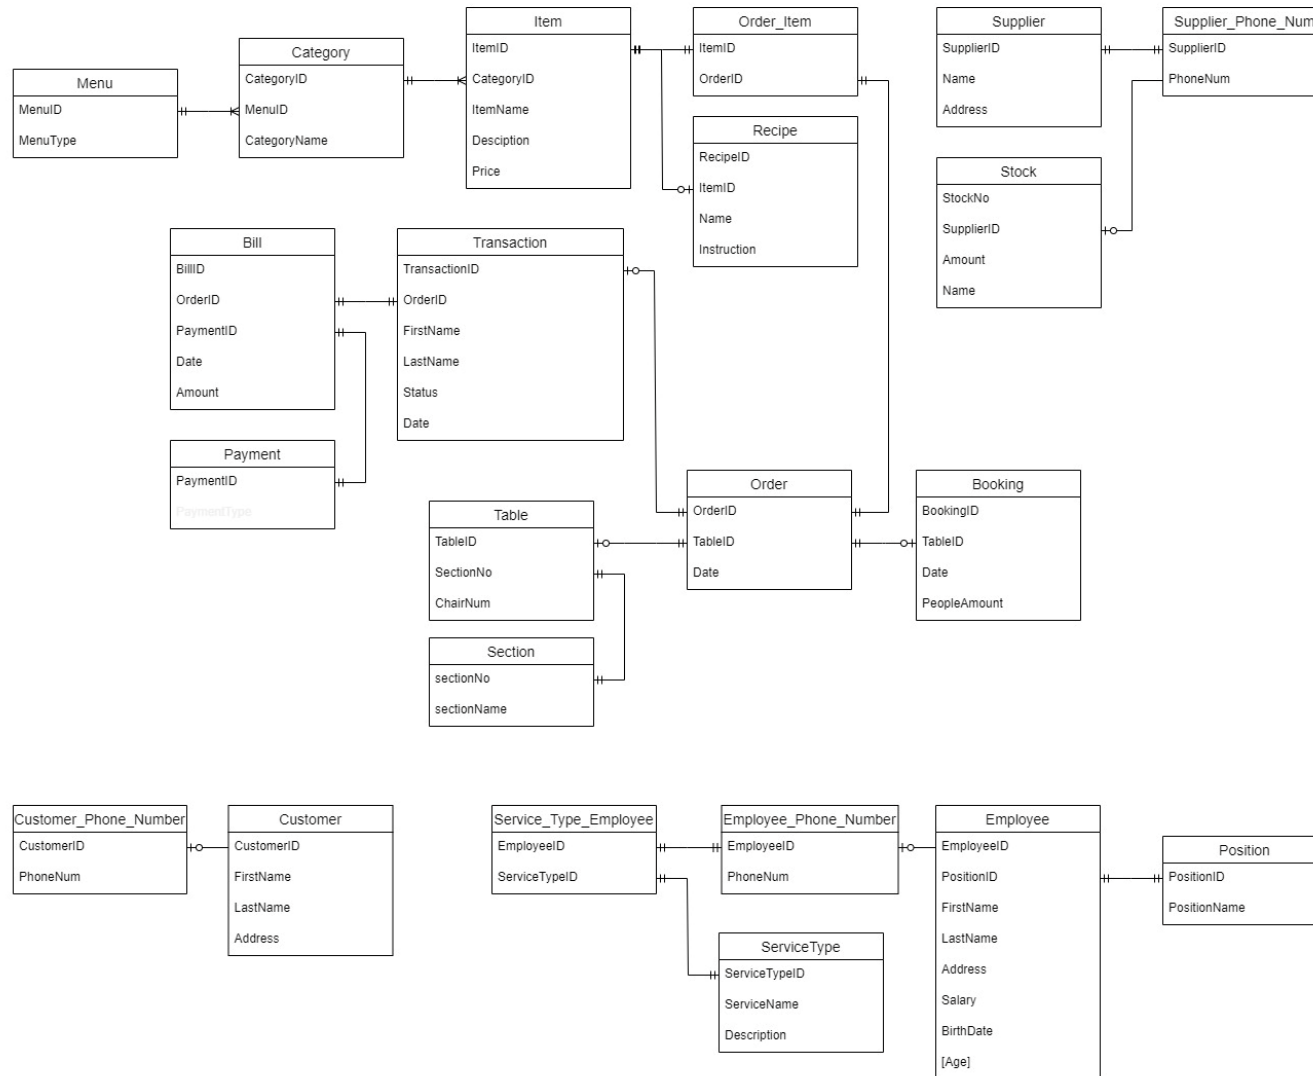 Menu
MenuID
MenuType
Category
CategoryID
MenuID
CategoryName
Item
ItemID
CategoryID
ItemName
Desciption
Price
Order_Item
ItemID
OrderID
Recipe
RecipeID
ItemID
Name
Instruction
Supplier
SupplierID
Name
Address
Supplier_Phone_Num
SupplierID
PhoneNum
Stock
StockNo
SupplierID
Amount
Name
Bill
BillID
OrderID
PaymentID
Date
Amount
Transaction
TransactionID
OrderID
FirstName
LastName
Status
Date
Payment
PaymentID
PaymentType
Table
TableID
SectionNo
ChairNum
Section
sectionNo
sectionName
Order
OrderID
TableID
Date
Booking
BookingID
TableID
Date
PeopleAmount
Customer_Phone_Number
CustomerID
PhoneNum
Customer
CustomerID
FirstName
LastName
Address
Service_Type_Employee
EmployeeID
ServiceTypeID
Employee_Phone_Number
EmployeeID
PhoneNum
ServiceType
ServiceTypeID
ServiceName
Description
Employee
EmployeeID
PositionID
FirstName
LastName
Address
Salary
BirthDate
[Age]
Position
PositionID
PositionName